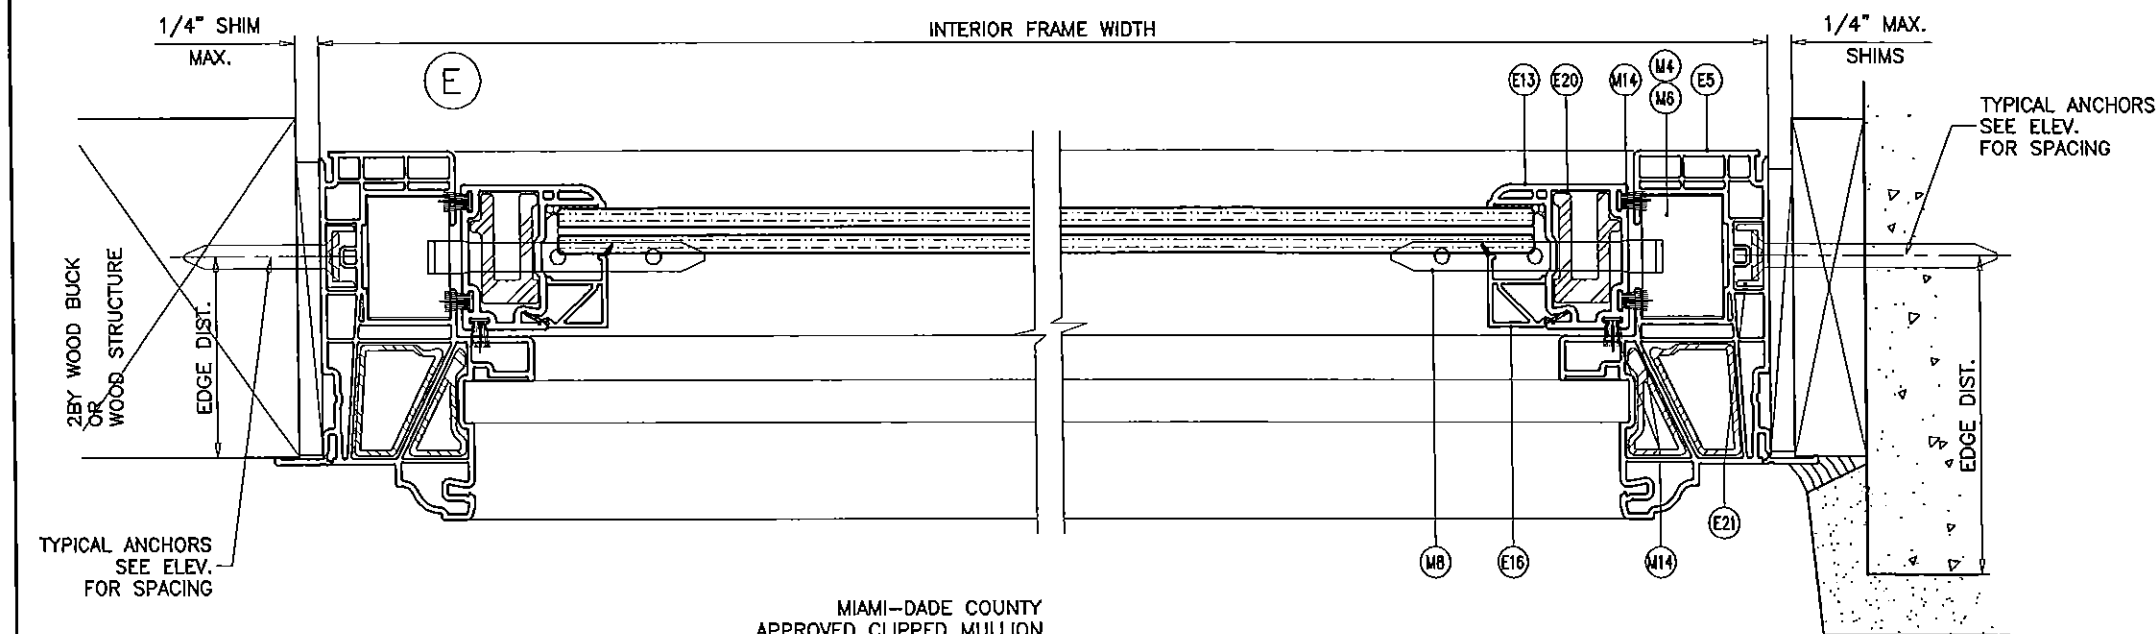 1/4" SHIM
MAX.
INTERIOR FRAME WIDTH
1/4" MAX.
SHIMS
E
E13
E20
M14
M4
M6
E5
TYPICAL ANCHORS
SEE ELEV.
FOR SPACING
2BY WOOD BUCK
OR
WOOD STRUCTURE
EDGE DIST.
EDGE DIST.
TYPICAL ANCHORS
SEE ELEV.
FOR SPACING
M8
E16
M14
E21
MIAMI-DADE COUNTY
APPROVED CLIPPED MULLION